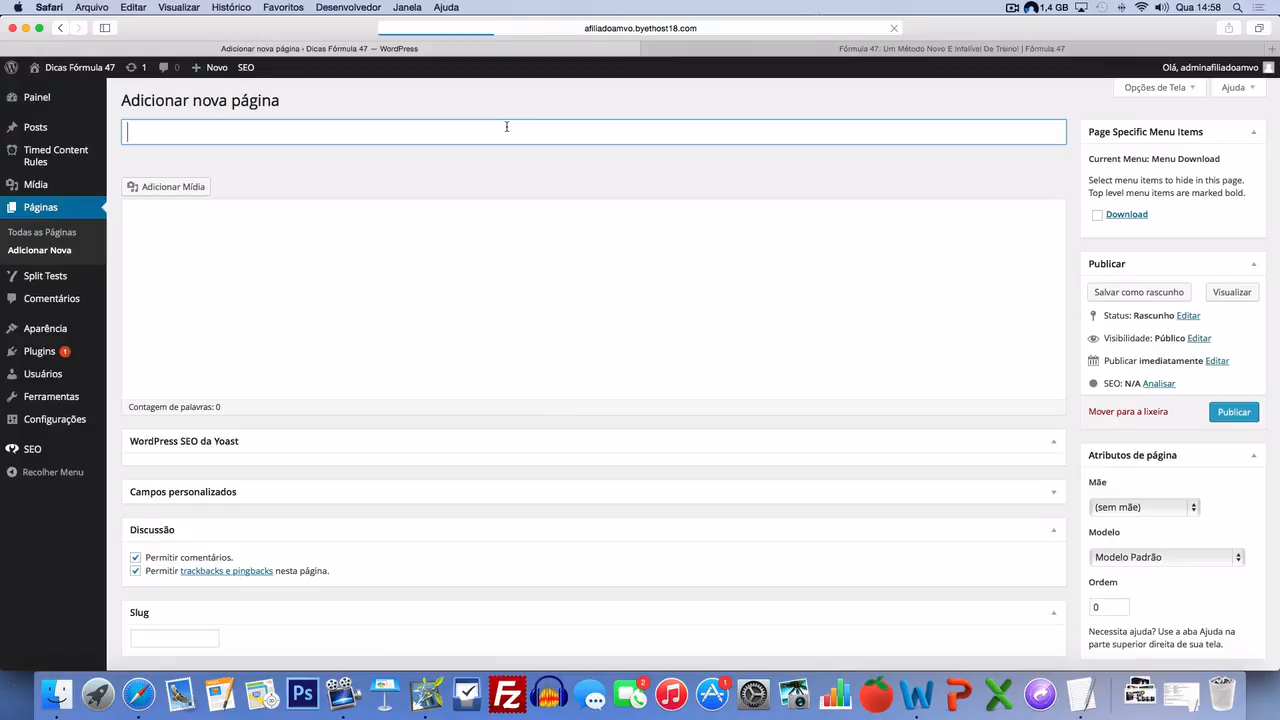 Safari Arquivo Editar Visualizar Histórico Favoritos Desenvolvedor Janela Ajuda 1,4 GB Qua 14:58
afiliadoamvo.byethost18.com
Adicionar nova página ‹ Dicas Fórmula 47 — WordPress Fórmula 47: Um Método Novo E Infalível De Treino! | Fórmula 47
Dicas Fórmula 47 1 0 Novo SEO Olá, adminafiliadoamvo
Opções de Tela Ajuda
Painel
Posts
Timed Content
Rules
Mídia
Páginas
Todas as Páginas
Adicionar Nova
Split Tests
Comentários
Aparência
Plugins 1
Usuários
Ferramentas
Configurações
SEO
Recolher Menu
Adicionar nova página
Adicionar Mídia
Contagem de palavras: 0
WordPress SEO da Yoast
Campos personalizados
Discussão
Permitir comentários.
Permitir trackbacks e pingbacks nesta página.
Slug
Page Specific Menu Items
Current Menu: Menu Download
Select menu items to hide in this page.
Top level menu items are marked bold.
Download
Publicar
Salvar como rascunho Visualizar
Status: Rascunho Editar
Visibilidade: Público Editar
Publicar imediatamente Editar
SEO: N/A Analisar
Mover para a lixeira Publicar
Atributos de página
Mãe
(sem mãe)
Modelo
Modelo Padrão
Ordem
0
Necessita ajuda? Use a aba Ajuda na
parte superior direita de sua tela.
Ps Fz 2 1 W P X